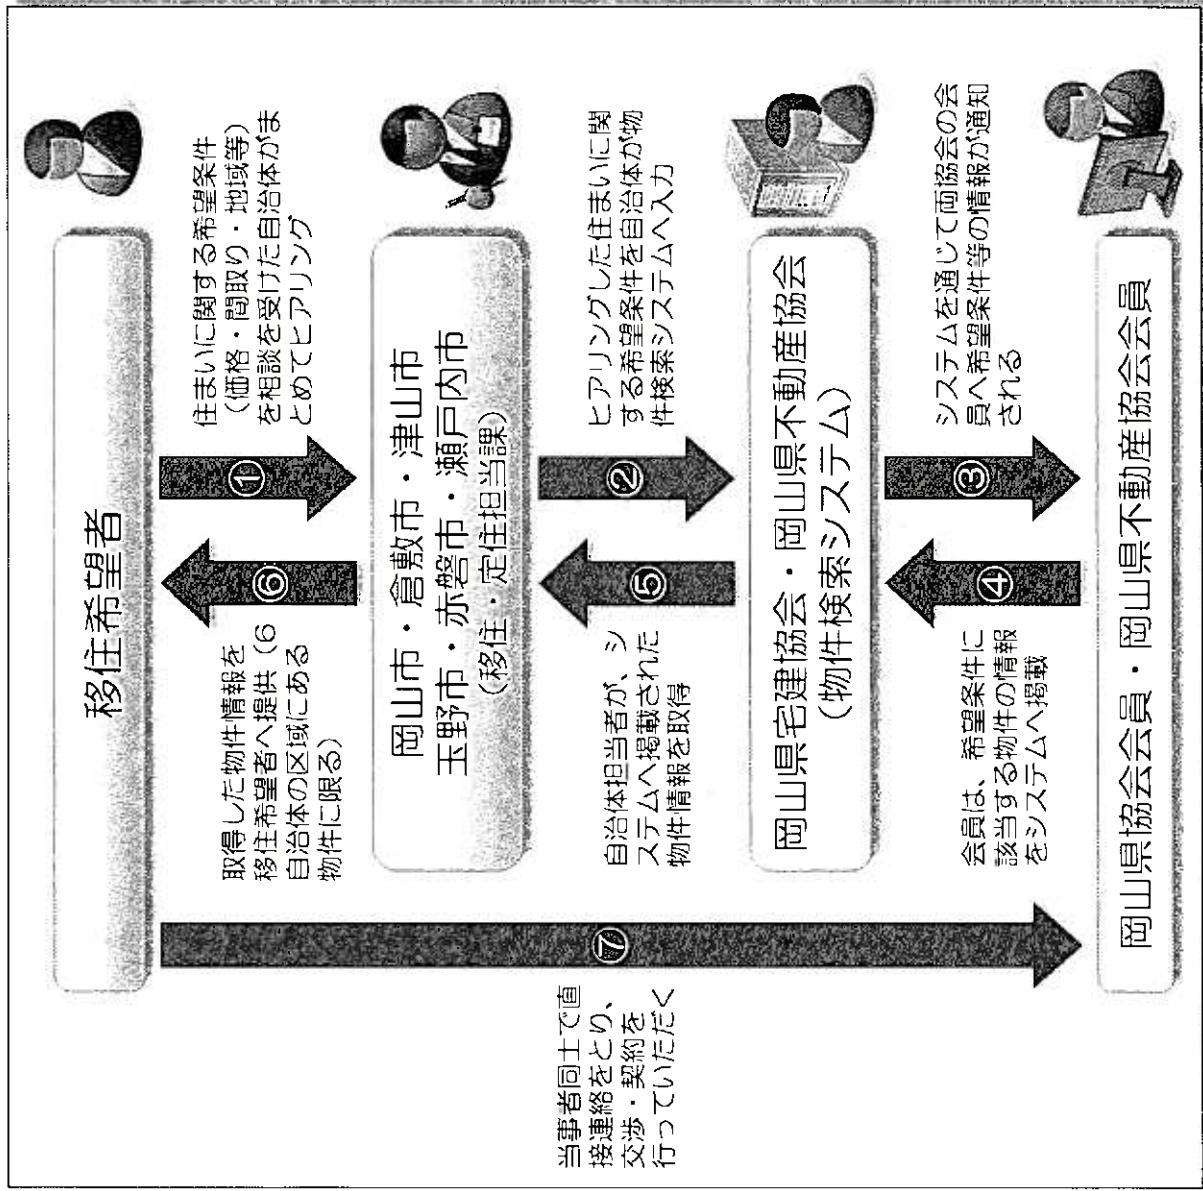 移住希望者
①
住まいに関する希望条件
(価格・間取り・地域等)
を相談を受けた自治体がま
とめてヒアリング
⑥
取得した物件情報を
移住希望者へ提供(6
自治体の区域にある
物件に限る)
岡山市・倉敷市・津山市
玉野市・赤磐市・瀬戸内市
(移住・定住担当課)
②
ヒアリングした住まいに関
する希望条件を自治体が物
件検索システムへ入力
⑤
自治体担当者が、シ
ステムへ掲載された
物件情報を取得
岡山県宅建協会・岡山県不動産協会
(物件検索システム)
③
システムを通じて両協会の会
員へ希望条件等の情報が通知
される
④
会員は、希望条件に
該当する物件の情報
をシステムへ掲載
岡山県協会会員・岡山県不動産協会会員
⑦
当事者同士で直
接連絡をとり、
交渉・契約を
行っていただく